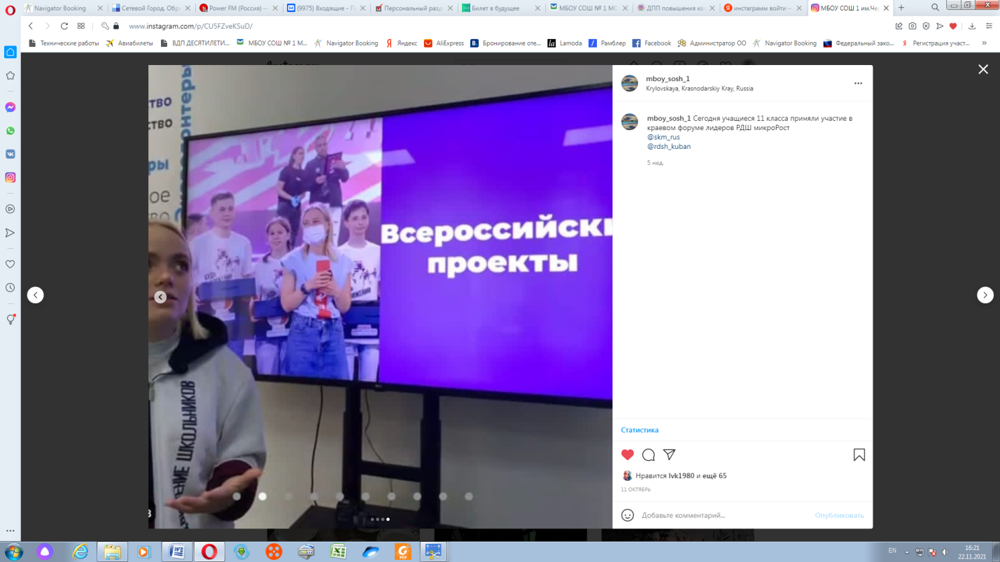 Navigator Booking
Сетевой Город. Обра
Power FM (Россия) —
(9975) Входящие - П
Персональный разд
Билет в будущее
МБОУ СОШ № 1 МО
ДПП повышения кв
инстаграмм войти —
МБОУ СОШ 1 им.Че
www.instagram.com/p/CU5FZveKSuD/
Технические работы
Авиабилеты
ВДП ДЕСЯТИЛЕТИ...
МБОУ СОШ № 1 М...
Navigator Booking
Яндекс
AliExpress
Бронирование оте...
Lamoda
Рамблер
Facebook
Администратор ОО
Navigator Booking
Федеральный зако...
Регистрация участ...
ТВО
СТВО
ры
ое
Всероссийски
проекты
ЕНИЕ ШКОЛЬНИКОВ
mboy_sosh_1
Krylovskaya, Krasnodarskiy Kray, Russia
mboy_sosh_1 Сегодня учащиеся 11 класса приняли участие в
краевом форуме лидеров РДШ микроРост
@skm_rus
@rdsh_kuban
5 нед.
Статистика
Нравится lvk1980 и ещё 65
11 ОКТЯБРЬ
Добавьте комментарий...
Опубликовать
EN
16:21
22.11.2021